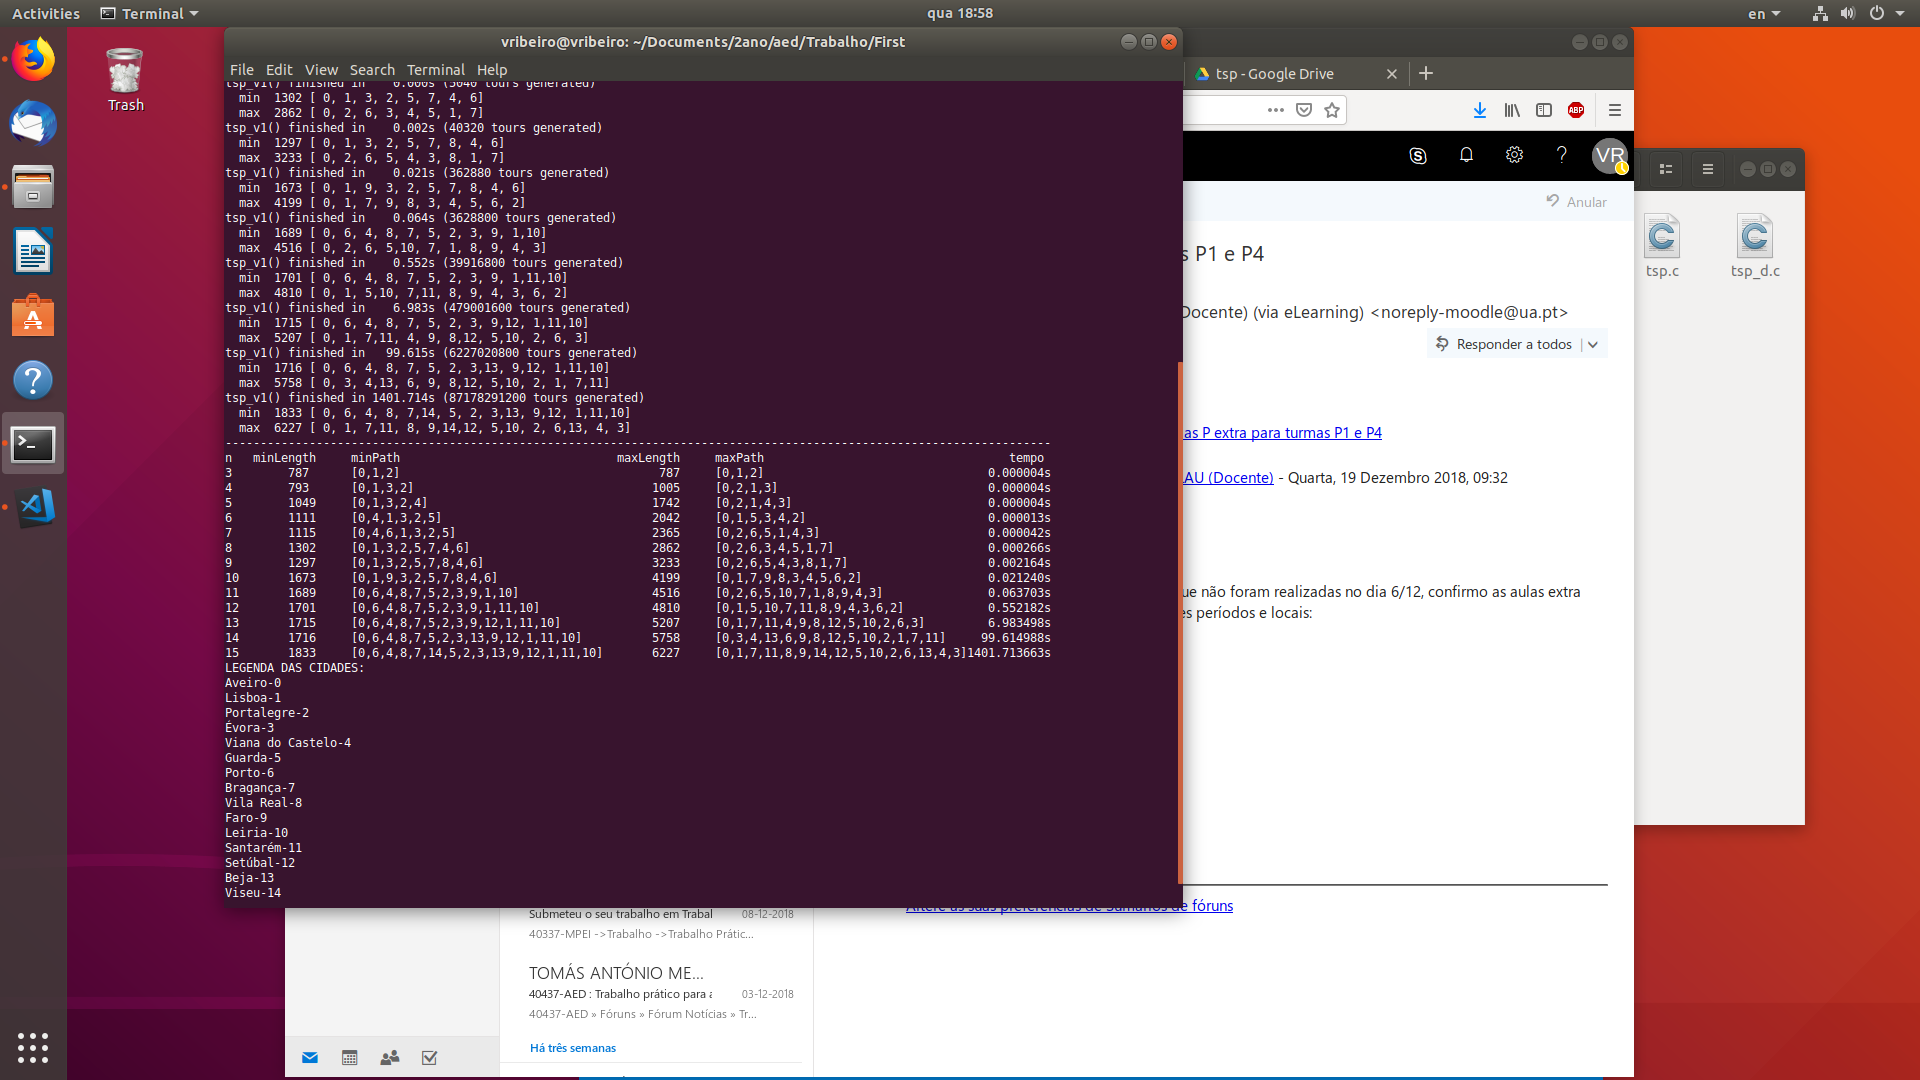 Activities
Terminal
qua 18:58
en
Trash
vribeiro@vribeiro: ~/Documents/2ano/aed/Trabalho/First
File Edit View Search Terminal Help
tsp_v1() finished in    0.000s (5040 tours generated)
  min  1302 [ 0, 1, 3, 2, 5, 7, 4, 6]
  max  2862 [ 0, 2, 6, 3, 4, 5, 1, 7]
tsp_v1() finished in    0.002s (40320 tours generated)
  min  1297 [ 0, 1, 3, 2, 5, 7, 8, 4, 6]
  max  3233 [ 0, 2, 6, 5, 4, 3, 8, 1, 7]
tsp_v1() finished in    0.021s (362880 tours generated)
  min  1673 [ 0, 1, 9, 3, 2, 5, 7, 8, 4, 6]
  max  4199 [ 0, 1, 7, 9, 8, 3, 4, 5, 6, 2]
tsp_v1() finished in    0.064s (3628800 tours generated)
  min  1689 [ 0, 6, 4, 8, 7, 5, 2, 3, 9, 1,10]
  max  4516 [ 0, 2, 6, 5,10, 7, 1, 8, 9, 4, 3]
tsp_v1() finished in    0.552s (39916800 tours generated)
  min  1701 [ 0, 6, 4, 8, 7, 5, 2, 3, 9, 1,11,10]
  max  4810 [ 0, 1, 5,10, 7,11, 8, 9, 4, 3, 6, 2]
tsp_v1() finished in    6.983s (479001600 tours generated)
  min  1715 [ 0, 6, 4, 8, 7, 5, 2, 3, 9,12, 1,11,10]
  max  5207 [ 0, 1, 7,11, 4, 9, 8,12, 5,10, 2, 6, 3]
tsp_v1() finished in   99.615s (6227020800 tours generated)
  min  1716 [ 0, 6, 4, 8, 7, 5, 2, 3,13, 9,12, 1,11,10]
  max  5758 [ 0, 3, 4,13, 6, 9, 8,12, 5,10, 2, 1, 7,11]
tsp_v1() finished in 1401.714s (87178291200 tours generated)
  min  1833 [ 0, 6, 4, 8, 7,14, 5, 2, 3,13, 9,12, 1,11,10]
  max  6227 [ 0, 1, 7,11, 8, 9,14,12, 5,10, 2, 6,13, 4, 3]
n   minLength     minPath     maxLength     maxPath     tempo
3        787      [0,1,2]      787      [0,1,2]      0.000004s
4        793      [0,1,3,2]      1005      [0,2,1,3]      0.000004s
5        1049      [0,1,3,2,4]      1742      [0,2,1,4,3]      0.000004s
6        1111      [0,4,1,3,2,5]      2042      [0,1,5,3,4,2]      0.000013s
7        1115      [0,4,6,1,3,2,5]      2365      [0,2,6,5,1,4,3]      0.000042s
8        1302      [0,1,3,2,5,7,4,6]      2862      [0,2,6,3,4,5,1,7]      0.000266s
9        1297      [0,1,3,2,5,7,8,4,6]      3233      [0,2,6,5,4,3,8,1,7]      0.002164s
10       1673      [0,1,9,3,2,5,7,8,4,6]      4199      [0,1,7,9,8,3,4,5,6,2]      0.021240s
11       1689      [0,6,4,8,7,5,2,3,9,1,10]      4516      [0,2,6,5,10,7,1,8,9,4,3]      0.063703s
12       1701      [0,6,4,8,7,5,2,3,9,1,11,10]      4810      [0,1,5,10,7,11,8,9,4,3,6,2]      0.552182s
13       1715      [0,6,4,8,7,5,2,3,9,12,1,11,10]      5207      [0,1,7,11,4,9,8,12,5,10,2,6,3]      6.983498s
14       1716      [0,6,4,8,7,5,2,3,13,9,12,1,11,10]      5758      [0,3,4,13,6,9,8,12,5,10,2,1,7,11]      99.614988s
15       1833      [0,6,4,8,7,14,5,2,3,13,9,12,1,11,10]      6227      [0,1,7,11,8,9,14,12,5,10,2,6,13,4,3]1401.713663s
LEGENDA DAS CIDADES:
Aveiro-0
Lisboa-1
Portalegre-2
Évora-3
Viana do Castelo-4
Guarda-5
Porto-6
Bragança-7
Vila Real-8
Faro-9
Leiria-10
Santarém-11
Setúbal-12
Beja-13
Viseu-14
tsp - Google Drive
ABP
VR
Anular
s P1 e P4
Docente) (via eLearning) <noreply-moodle@ua.pt>
Responder a todos
as P extra para turmas P1 e P4
AU (Docente) - Quarta, 19 Dezembro 2018, 09:32
ue não foram realizadas no dia 6/12, confirmo as aulas extra
es períodos e locais:
Altere as suas preferências de Sumários de fóruns
Submeteu o seu trabalho em Trabal 08-12-2018
40337-MPEI ->Trabalho ->Trabalho Prátic...
TOMÁS ANTÓNIO ME...
40437-AED : Trabalho prático para a 03-12-2018
40437-AED » Fóruns » Fórum Notícias » Tr...
Há três semanas
tsp.c
tsp_d.c